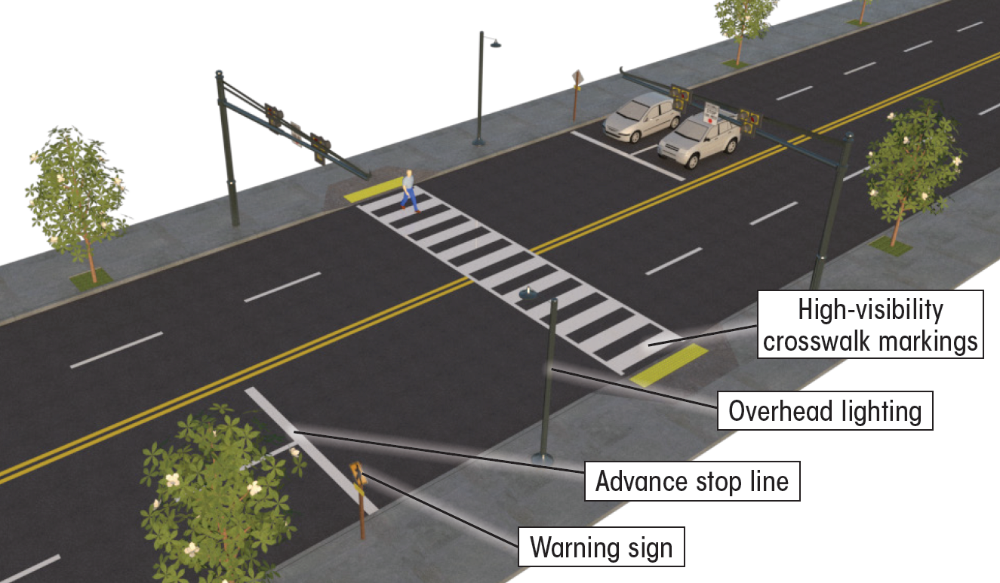 High-visibility
crosswalk markings
Overhead lighting
Advance stop line
Warning sign